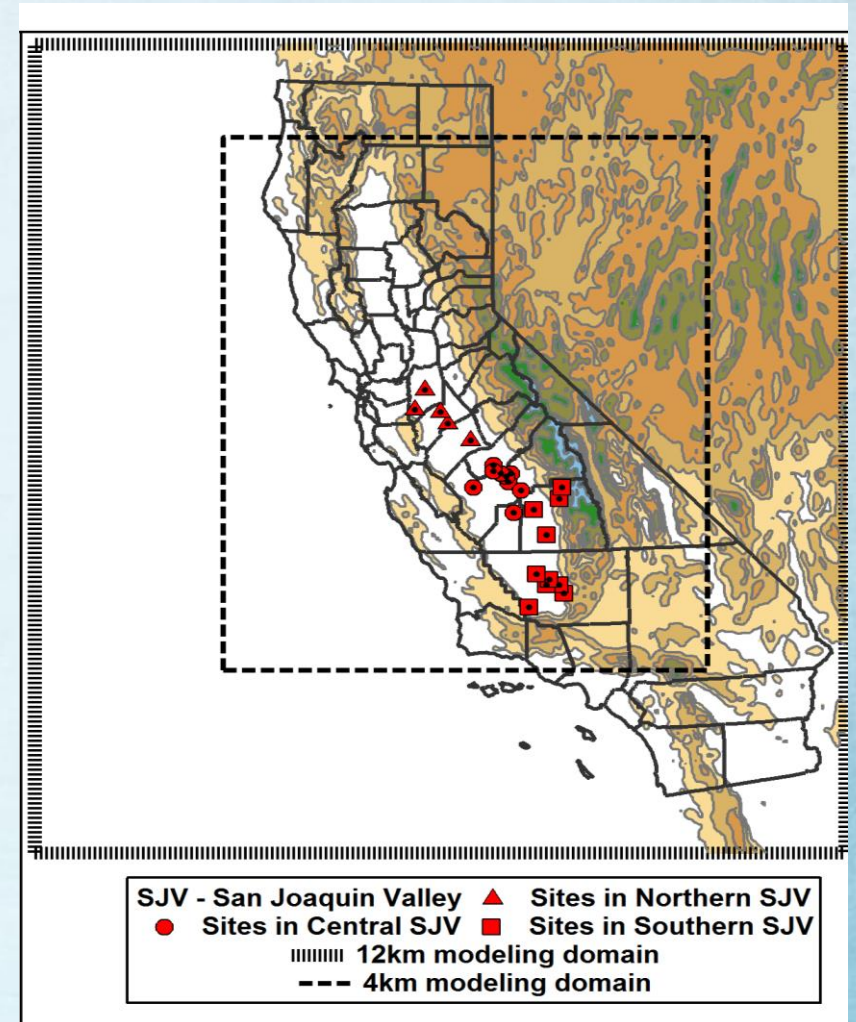 SJV - San Joaquin Valley Sites in Northern SJV
Sites in Central SJV Sites in Southern SJV
12km modeling domain
4km modeling domain